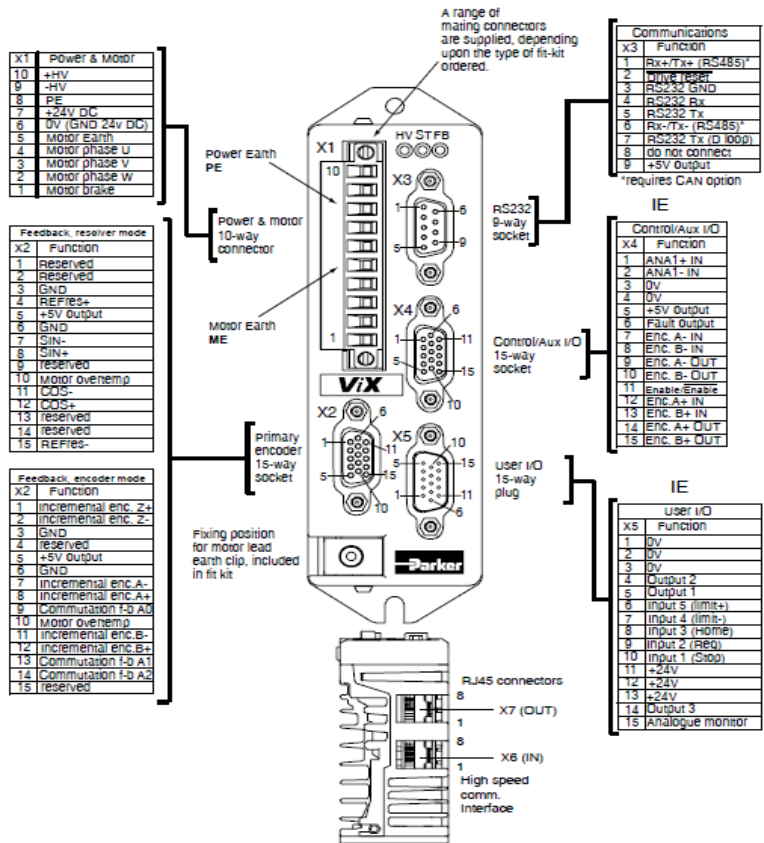 A range of
mating connectors
are supplied, depending
upon the type of fit-kit
ordered.
X1 Power & Motor
10 +HV
9 -HV
8 PE
7 +24V DC
6 0V (GND 24v DC)
5 Motor Earth
4 Motor phase U
3 Motor phase V
2 Motor phase W
1 Motor brake
Feedback, resolver mode
X2 Function
1 Reserved
2 Reserved
3 GND
4 REFres+
5 +5V output
6 GND
7 SIN-
8 SIN+
9 reserved
10 Motor overtemp
11 COS-
12 COS+
13 reserved
14 reserved
15 REFres-
Feedback, encoder mode
X2 Function
1 incremental enc. Z+
2 incremental enc. Z-
3 GND
4 reserved
5 +5V output
6 GND
7 incremental enc.A-
8 incremental enc.A+
9 Commutation f-b A0
10 Motor overtemp
11 incremental enc.B-
12 incremental enc.B+
13 Commutation f-b A1
14 Commutation f-b A2
15 reserved
Power Earth
PE
Power & motor
10-way
connector
Motor Earth
ME
Primary
encoder
15-way
socket
Fixing position
for motor lead
earth clip, included
in fit kit
HV ST FB
X1
10
1
X3
1
6
5
9
X4
6
1
11
5
15
10
ViX
X2
6
1
11
5
15
10
X5
10
5
15
1
11
6
Parker
RS232
9-way
socket
Control/Aux I/O
15-way
socket
User I/O
15-way
plug
Communications
X3 Function
1 Rx+/Tx+ (RS485)*
2 Drive reset
3 RS232 GND
4 RS232 Rx
5 RS232 Tx
6 Rx-/Tx- (RS485)*
7 RS232 Tx (D loop)
8 do not connect
9 +5V output
*requires CAN option
IE
Control/Aux I/O
X4 Function
1 ANA1+ IN
2 ANA1- IN
3 0V
4 0V
5 +5V output
6 Fault output
7 Enc. A- IN
8 Enc. B- IN
9 Enc. A- OUT
10 Enc. B- OUT
11 Enable/Enable
12 Enc.A+ IN
13 Enc. B+ IN
14 Enc. A+ OUT
15 Enc. B+ OUT
IE
User I/O
X5 Function
1 0V
2 0V
3 0V
4 Output 2
5 Output 1
6 Input 5 (limit+)
7 Input 4 (limit-)
8 Input 3 (Home)
9 Input 2 (Reg)
10 Input 1 (Stop)
11 +24V
12 +24V
13 +24V
14 Output 3
15 Analogue monitor
RJ45 connectors
8
X7 (OUT)
1
8
X6 (IN)
1
High speed
comm.
Interface